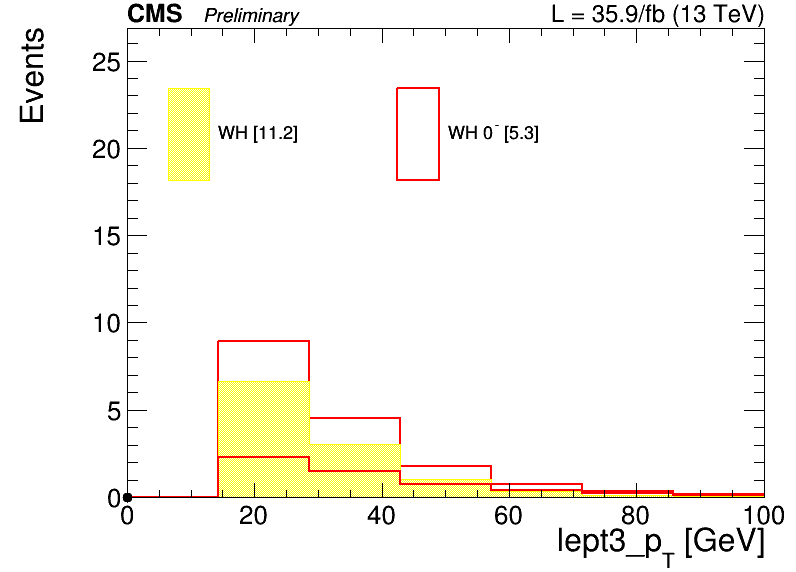 CMS Preliminary L = 35.9/fb (13 TeV)
Events
25
20
15
10
5
0
WH [11.2]
WH 0⁻ [5.3]
0 20 40 60 80 100
lept3_p_T [GeV]